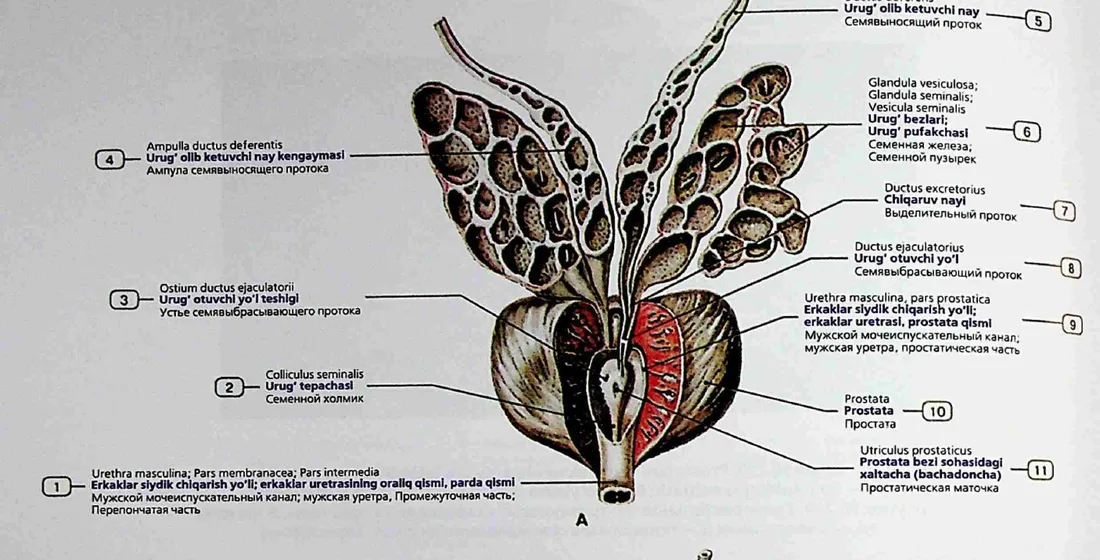 Urug' olib ketuvchi nay
Семявыносящий проток
5
Glandula vesiculosa;
Glandula seminalis;
Vesicula seminalis
Urug' bezlari;
Urug' pufakchasi
Семенная железа;
Семенной пузырек
6
Ampulla ductus deferentis
Urug' olib ketuvchi nay kengaymasi
Ампула семявыносящего протока
4
Ductus excretorius
Chiqaruv nayi
Выделительный проток
7
Ductus ejaculatorius
Urug' otuvchi yo'l
Семявыбрасывающий проток
8
Ostium ductus ejaculatorii
Urug' otuvchi yo'l teshigi
Устье семявыбрасывающего протока
3
Urethra masculina, pars prostatica
Erkaklar siydik chiqarish yo'li;
erkaklar uretrasi, prostata qismi
Мужской мочеиспускательный канал;
мужская уретра, простатическая часть
9
Colliculus seminalis
Urug' tepachasi
Семенной холмик
2
Prostata
Prostata
Простата
10
Utriculus prostaticus
Prostata bezi sohasidagi
xaltacha (bachadoncha)
Простатическая маточка
11
Urethra masculina; Pars membranacea; Pars intermedia
Erkaklar siydik chiqarish yo'li; erkaklar uretrasining oraliq qismi, parda qismi
Мужской мочеиспускательный канал; мужская уретра, Промежуточная часть;
Перепончатая часть
1
A